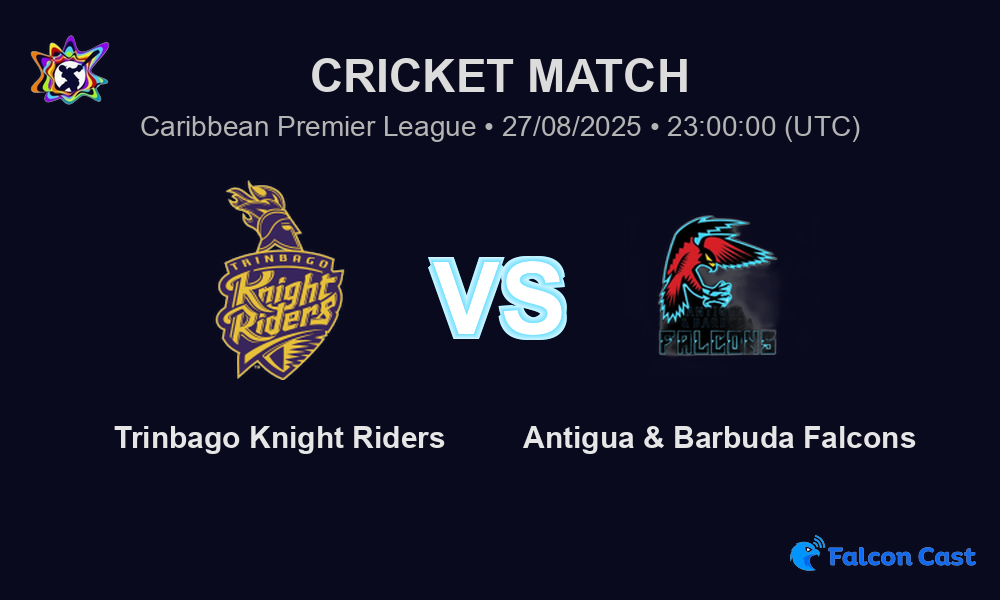 CRICKET MATCH
Caribbean Premier League • 27/08/2025 • 23:00:00 (UTC)
TRINBAGO
Knight
Riders
TM
VS
FALCONS
Trinbago Knight Riders
Antigua & Barbuda Falcons
Falcon Cast